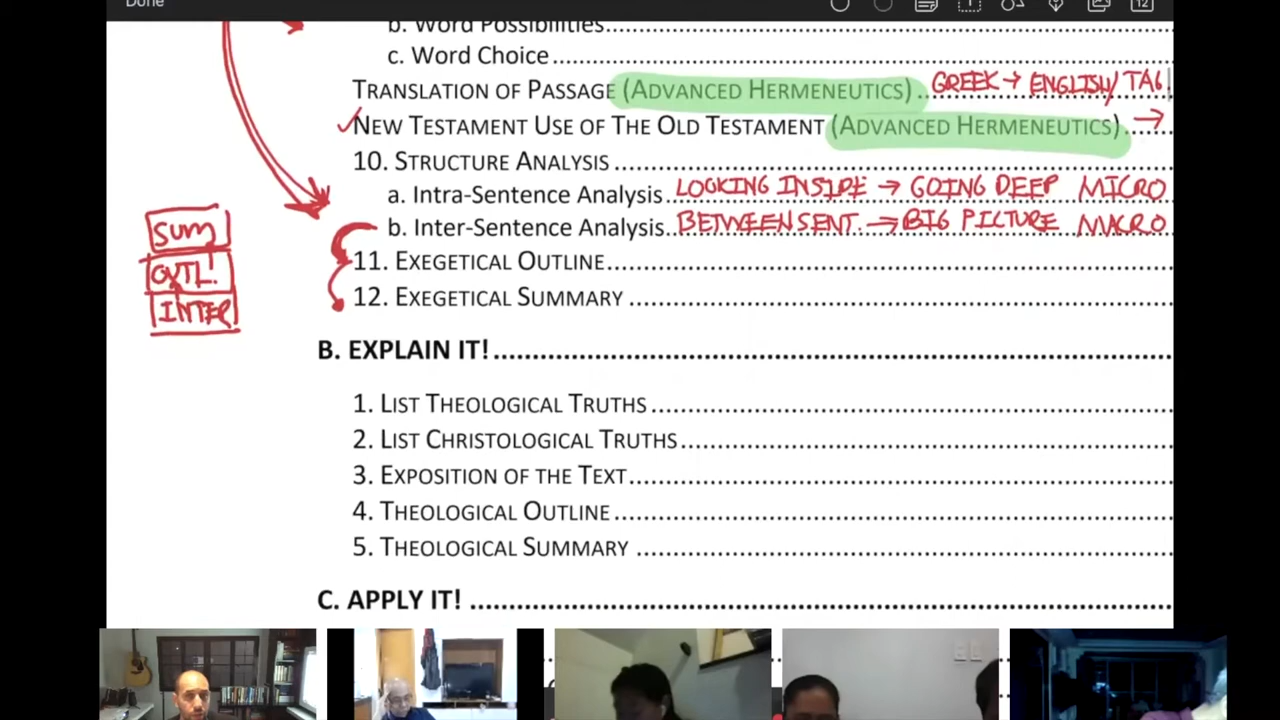 Done
b. Word Possibilities
c. Word Choice
TRANSLATION OF PASSAGE (ADVANCED HERMENEUTICS) GREEK → ENGLISH/ TAG
NEW TESTAMENT USE OF THE OLD TESTAMENT (ADVANCED HERMENEUTICS) →
10. STRUCTURE ANALYSIS
a. Intra-Sentence Analysis LOOKING INSIDE → GOING DEEP MICRO
b. Inter-Sentence Analysis BETWEEN SENT. → BIG PICTURE MACRO
11. EXEGETICAL OUTLINE
12. EXEGETICAL SUMMARY
SUM
OUTL!
INTER
B. EXPLAIN IT!
1. LIST THEOLOGICAL TRUTHS
2. LIST CHRISTOLOGICAL TRUTHS
3. EXPOSITION OF THE TEXT
4. THEOLOGICAL OUTLINE
5. THEOLOGICAL SUMMARY
C. APPLY IT!